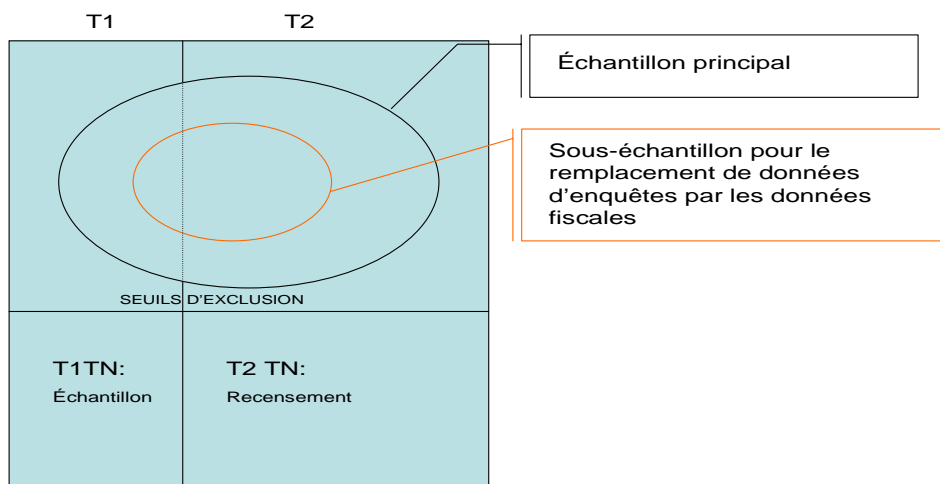 T1 T2
Échantillon principal
Sous-échantillon pour le
remplacement de données
d'enquêtes par les données
fiscales
SEUILS D'EXCLUSION
T1TN: T2 TN:
Échantillon Recensement